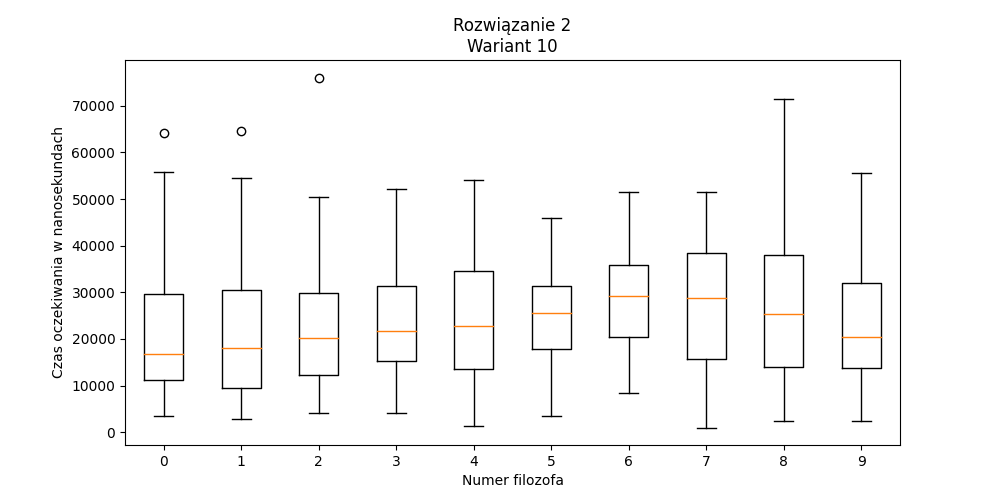 Rozwiązanie 2
Wariant 10
Czas oczekiwania w nanosekundach
70000
60000
50000
40000
30000
20000
10000
0
0 1 2 3 4 5 6 7 8 9
Numer filozofa